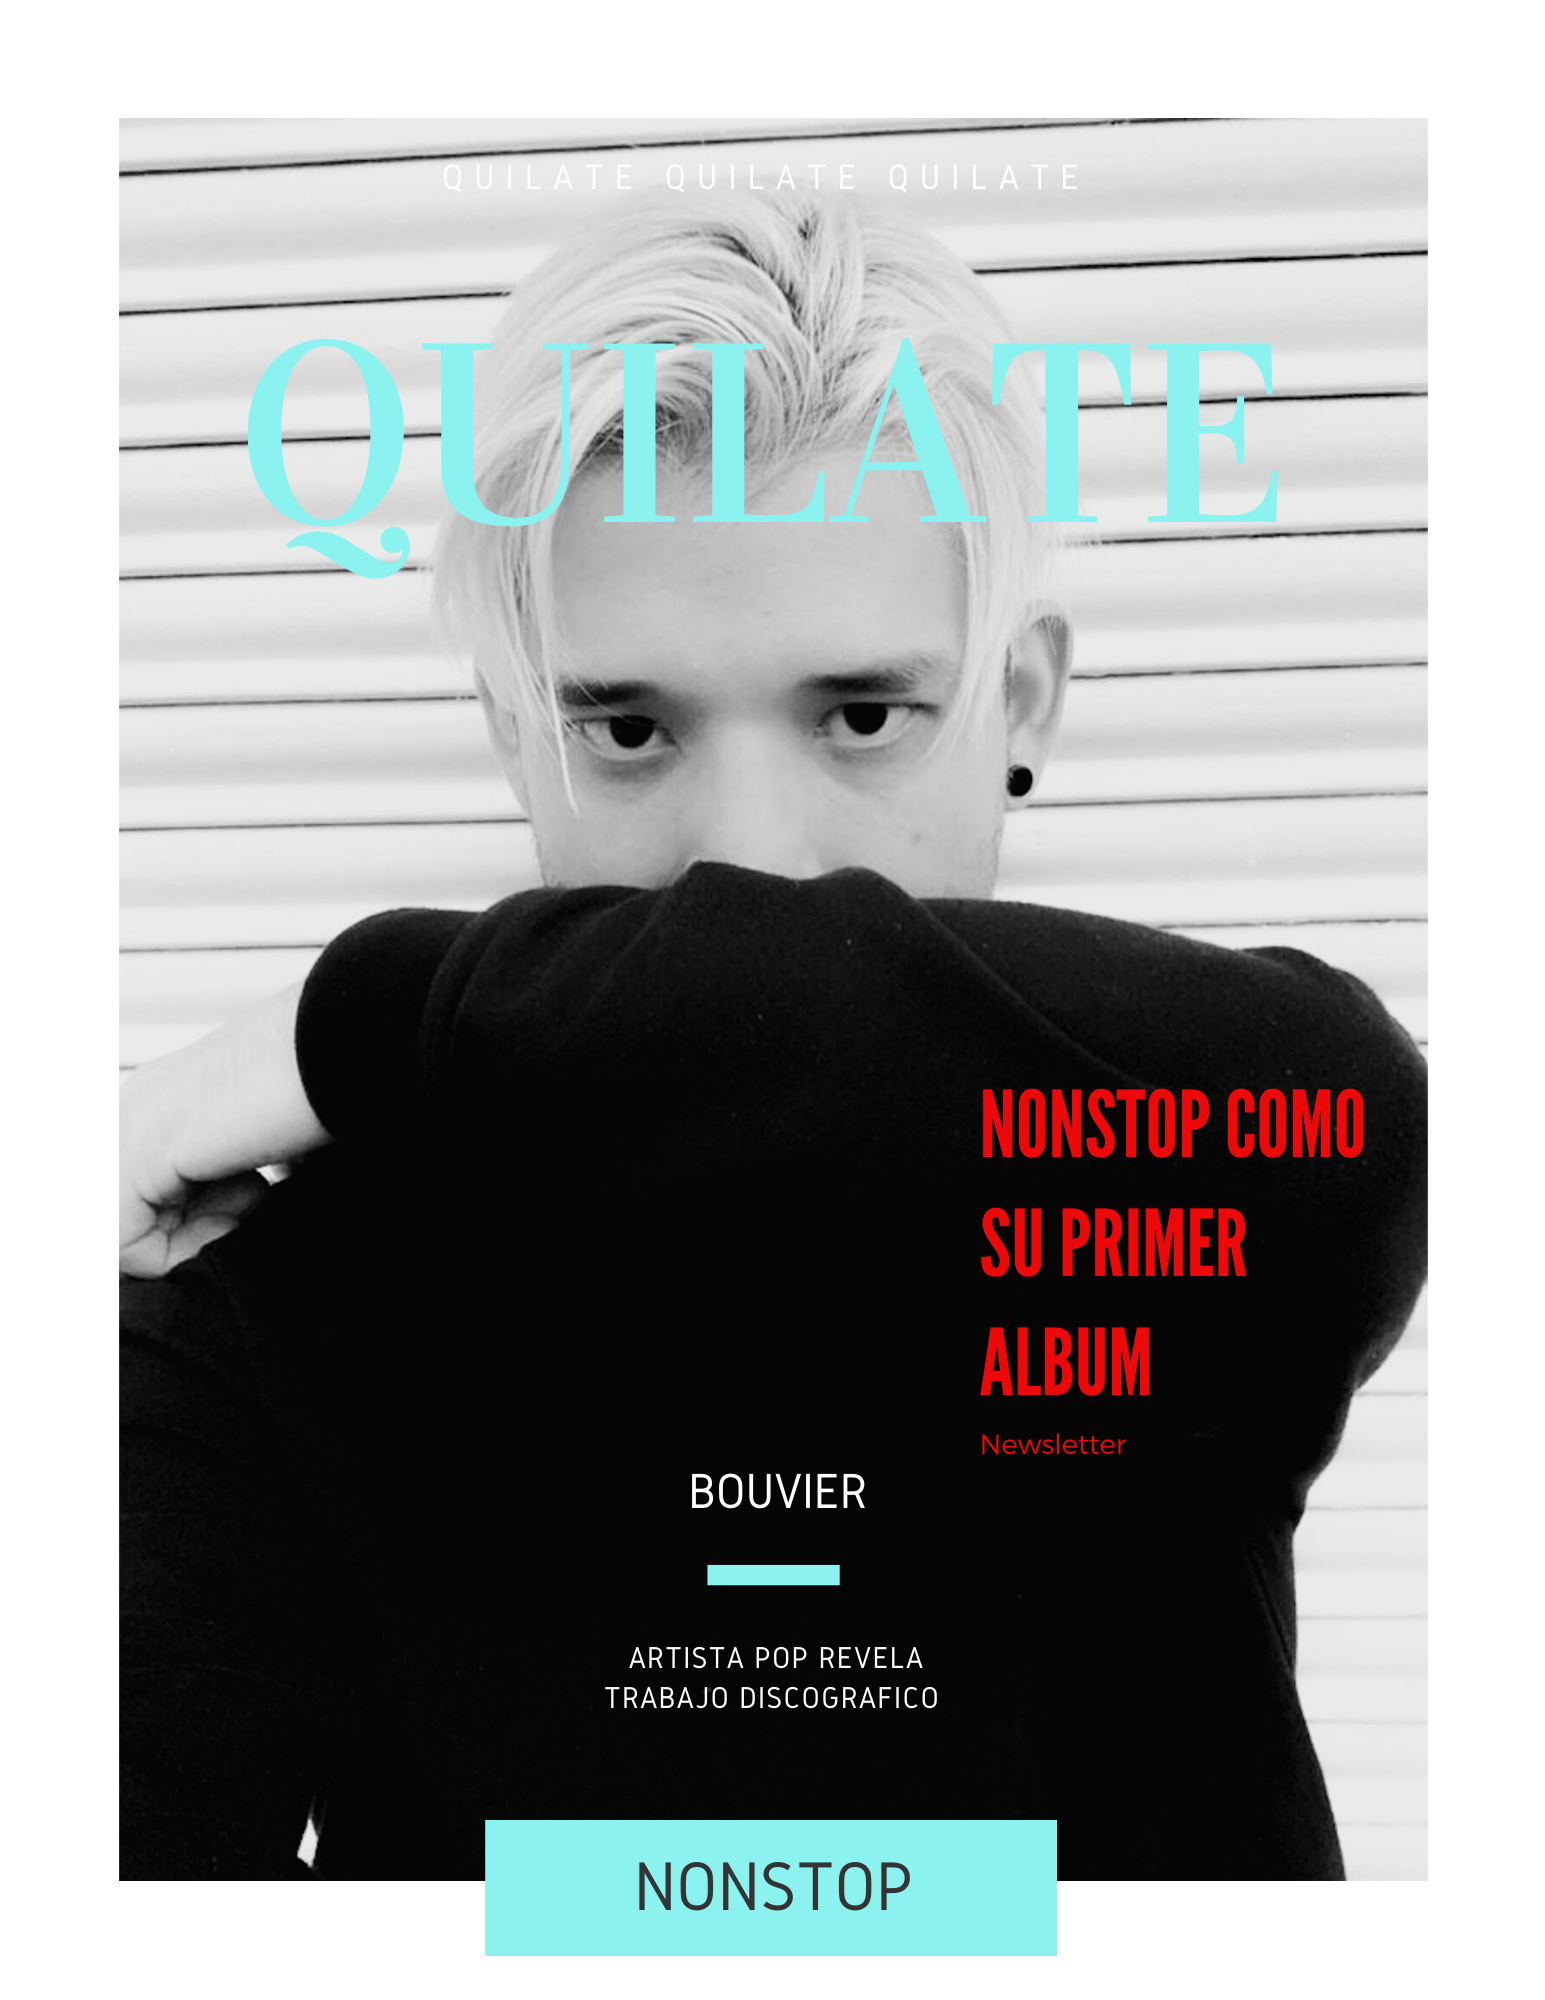 QUILATE QUILATE QUILATE
QUILATE
NONSTOP COMO
SU PRIMER
ALBUM
Newsletter
BOUVIER
ARTISTA POP REVELA
TRABAJO DISCOGRAFICO
NONSTOP